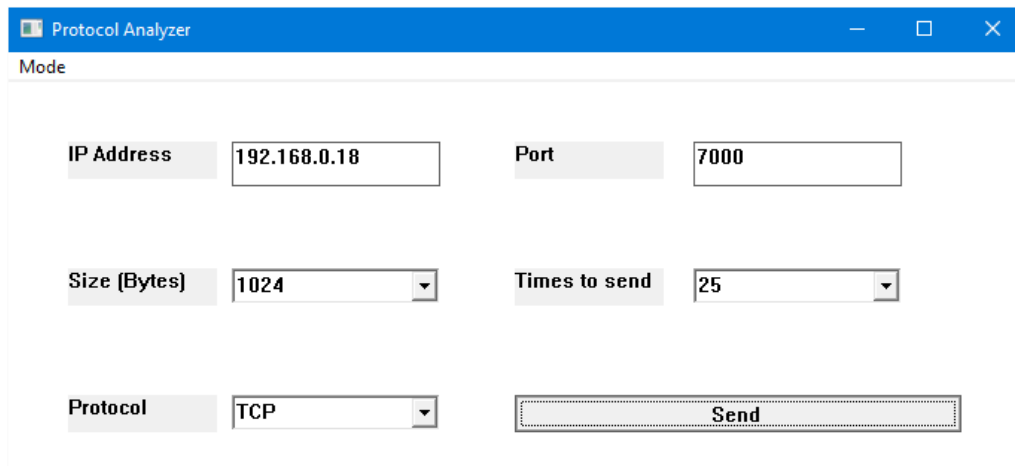 Protocol Analyzer
Mode
IP Address 192.168.0.18 Port 7000
Size (Bytes) 1024 Times to send 25
Protocol TCP Send